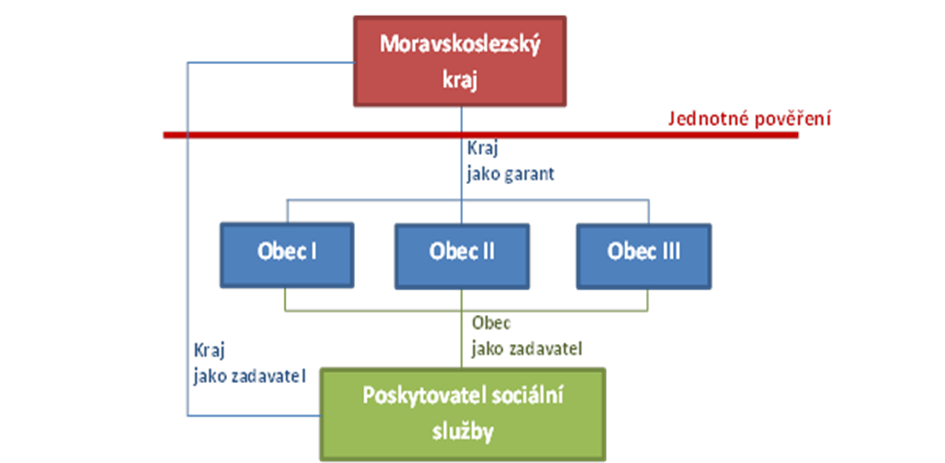 Moravskoslezský
kraj
Jednotné pověření
Kraj
jako garant
Obec I
Obec II
Obec III
Obec
jako zadavatel
Kraj
jako zadavatel
Poskytovatel sociální
služby